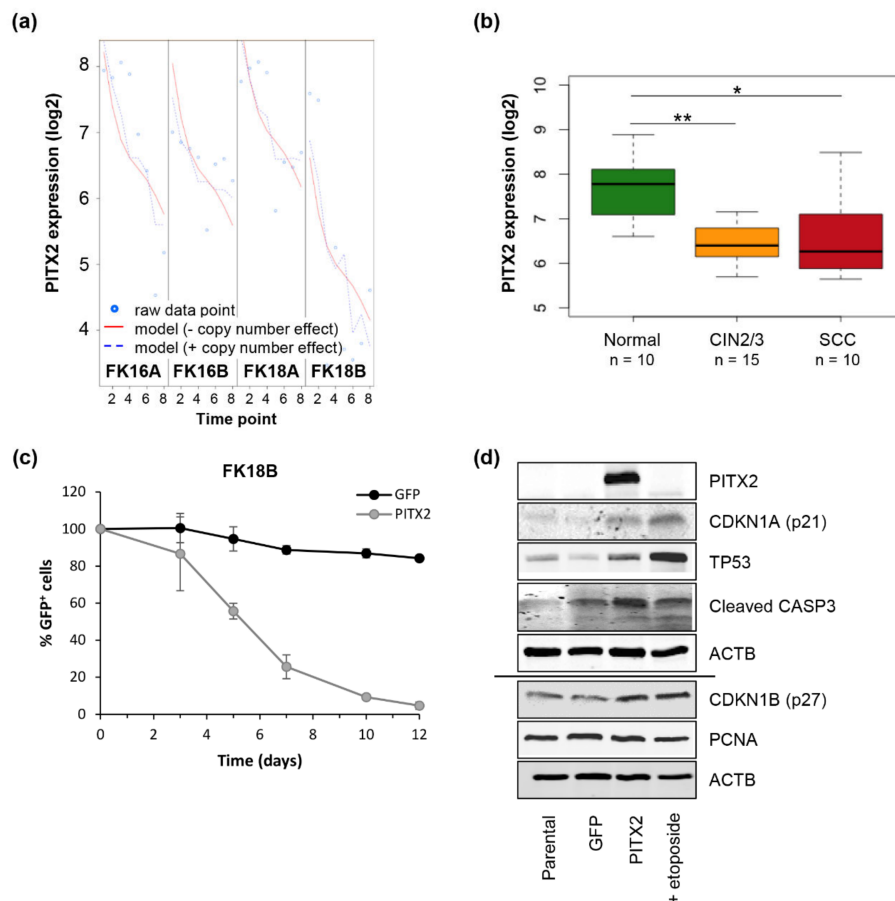 (a)
PITX2 expression (log2)
8
7
6
5
4
raw data point
model (- copy number effect)
model (+ copy number effect)
FK16A FK16B FK18A FK18B
2 4 6 8 2 4 6 8 2 4 6 8 2 4 6 8
Time point
(b)
PITX2 expression (log2)
10
9
8
7
6
5
*
**
Normal CIN2/3 SCC
n = 10 n = 15 n = 10
(c)
FK18B
GFP
PITX2
% GFP⁺ cells
120
100
80
60
40
20
0
0 2 4 6 8 10 12
Time (days)
(d)
PITX2
CDKN1A (p21)
TP53
Cleaved CASP3
ACTB
CDKN1B (p27)
PCNA
ACTB
Parental
GFP
PITX2
+ etoposide